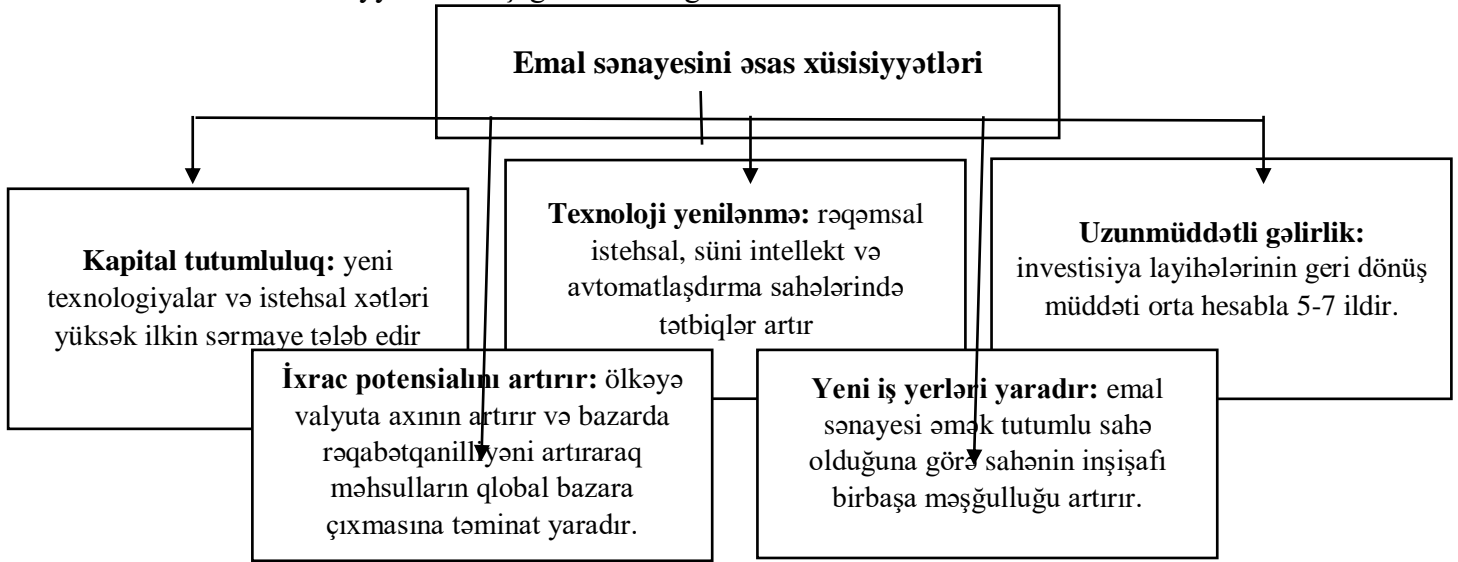 Emal sənayesini əsas xüsisiyyətləri
Kapital tutumluluq: yeni
texnologiyalar və istehsal xətləri
yüksək ilkin sərmaye tələb edir
Texnoloji yenilənmə: rəqəmsal
istehsal, süni intellekt və
avtomatlaşdırma sahələrində
tətbiqlər artır
Uzunmüddətli gəlirlik:
investisiya layihələrinin geri dönüş
müddəti orta hesabla 5-7 ildir.
İxrac potensialını artırır: ölkəyə
valyuta axının artırır və bazarda
rəqabətqanilliyəni artıraraq
məhsulların qlobal bazara
çıxmasına təminat yaradır.
Yeni iş yerləri yaradır: emal
sənayesi əmək tutumlu sahə
olduğuna görə sahənin inşişafı
birbaşa məşğulluğu artırır.